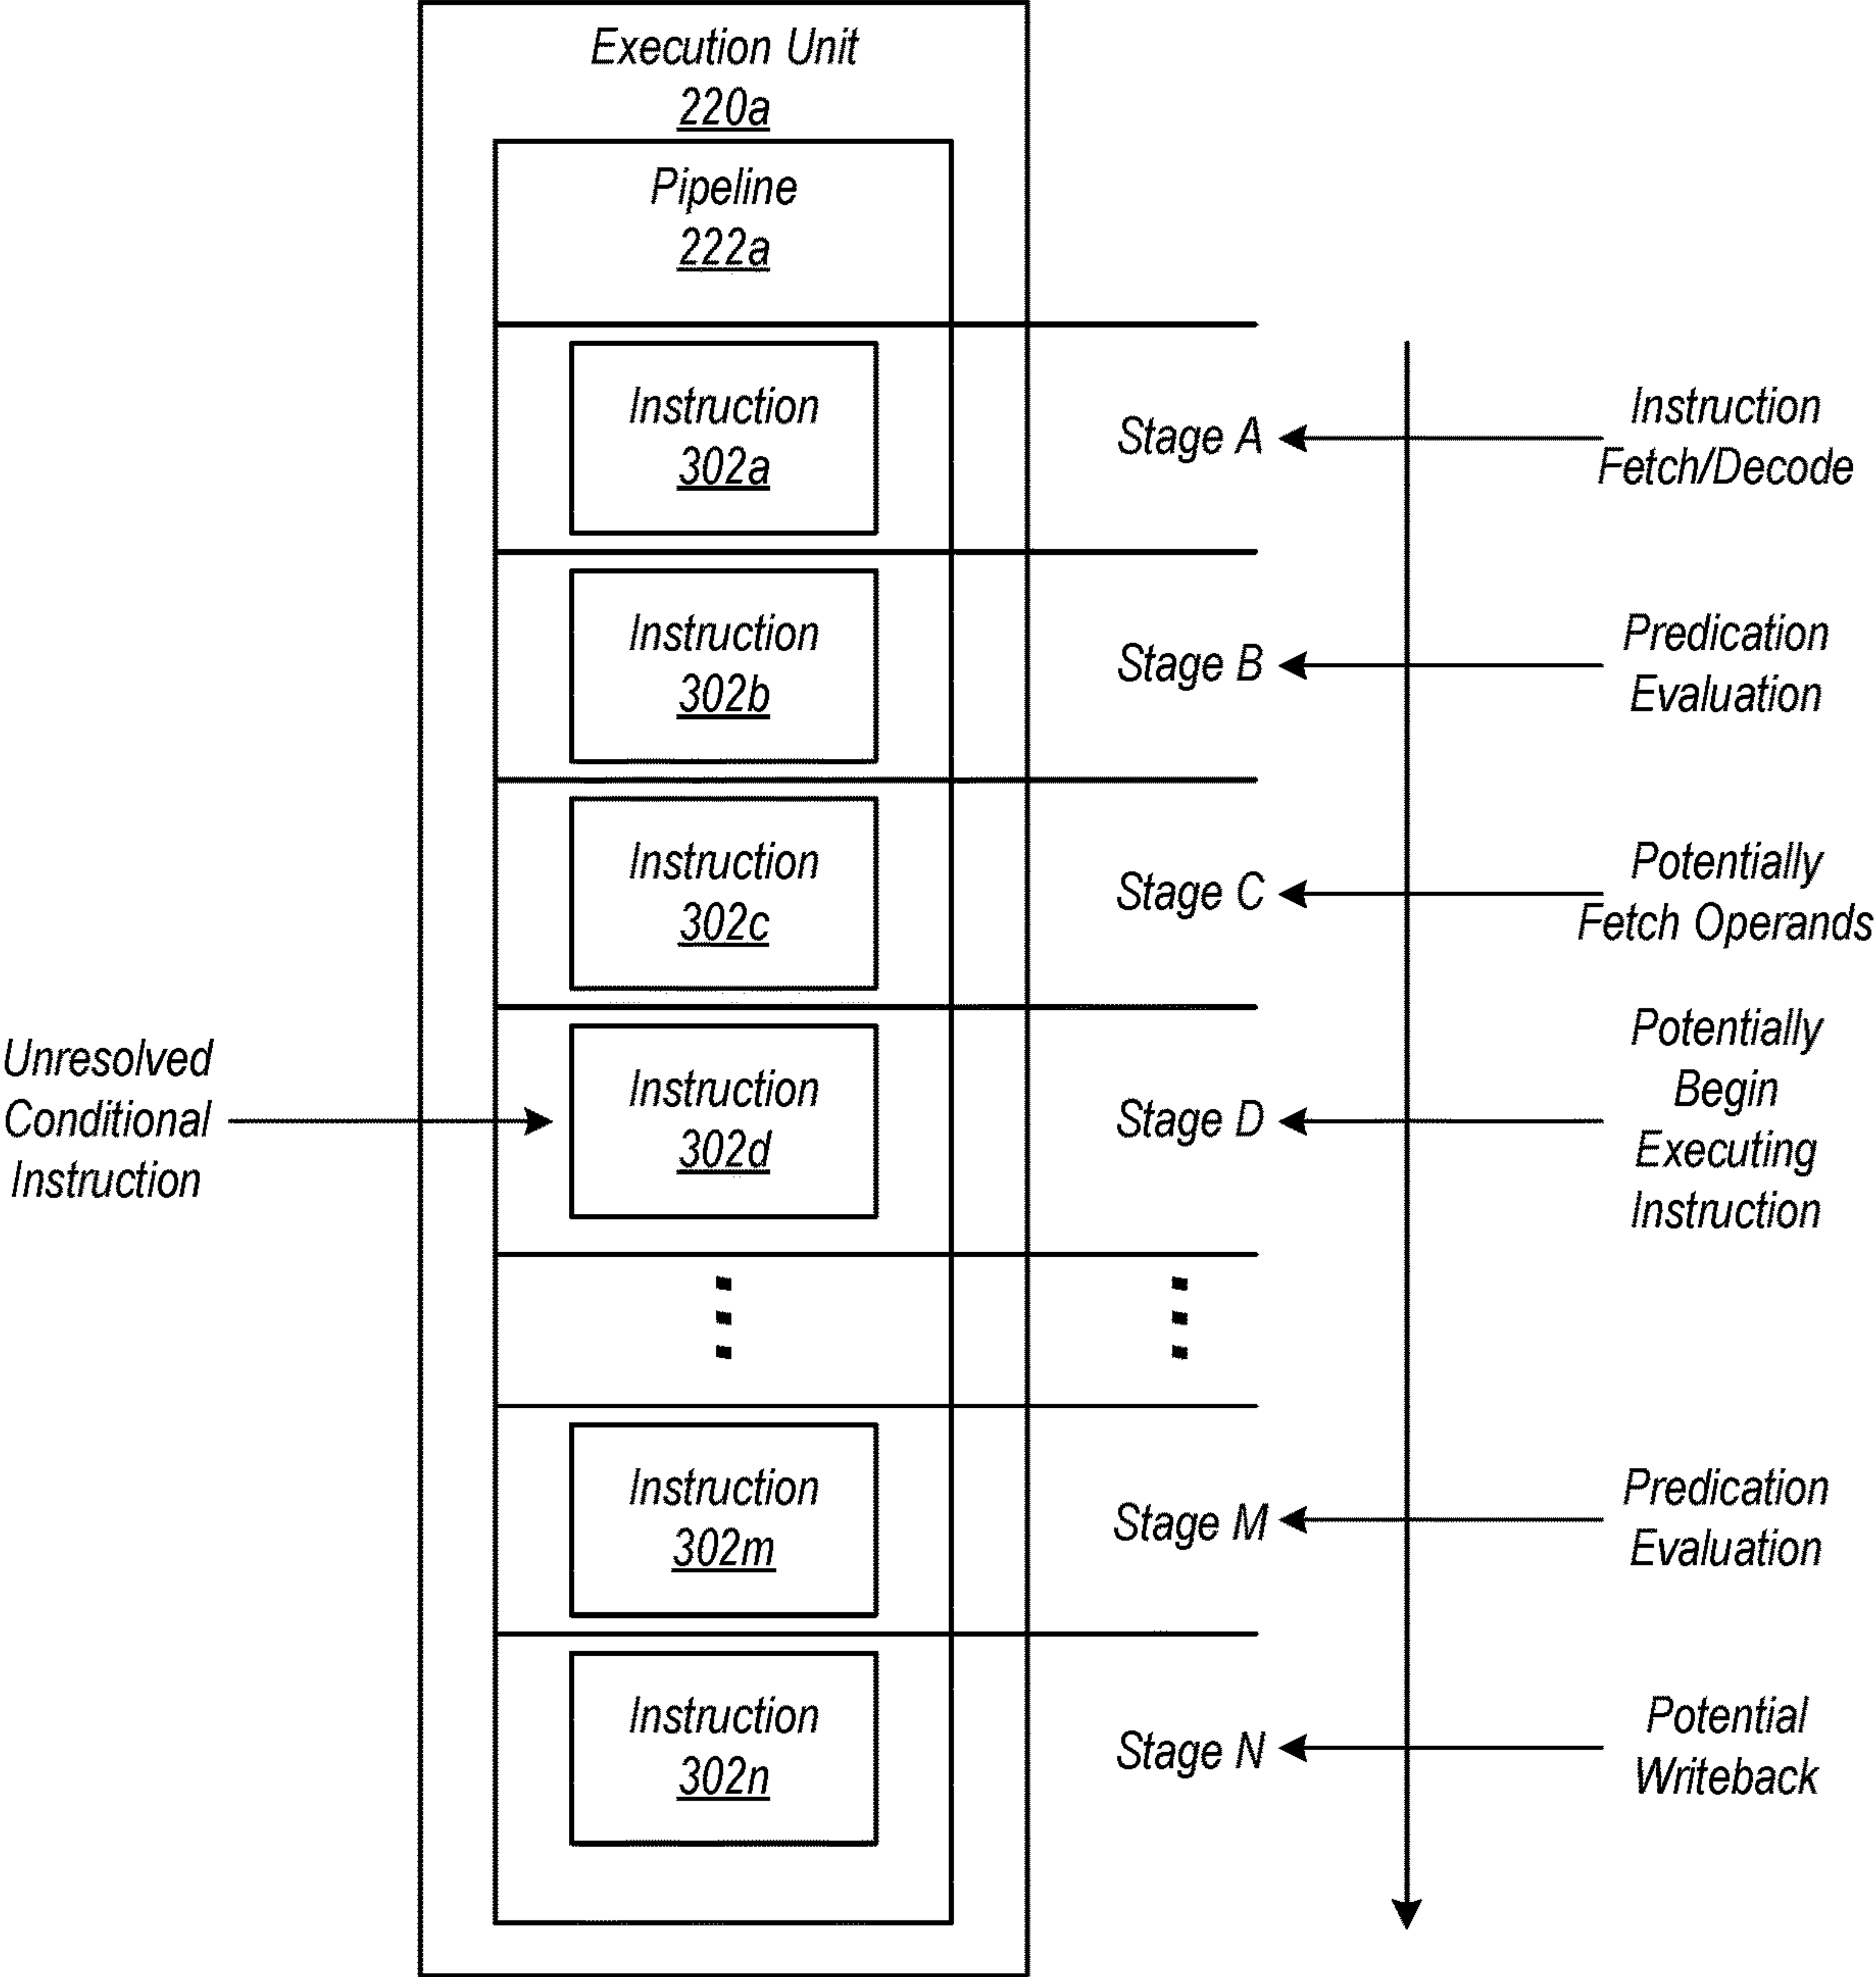 Execution Unit
220a
Pipeline
222a
Instruction
302a
Stage A
Instruction
Fetch/Decode
Instruction
302b
Stage B
Predication
Evaluation
Instruction
302c
Stage C
Potentially
Fetch Operands
Unresolved
Conditional
Instruction
Instruction
302d
Stage D
Potentially
Begin
Executing
Instruction
Instruction
302m
Stage M
Predication
Evaluation
Instruction
302n
Stage N
Potential
Writeback